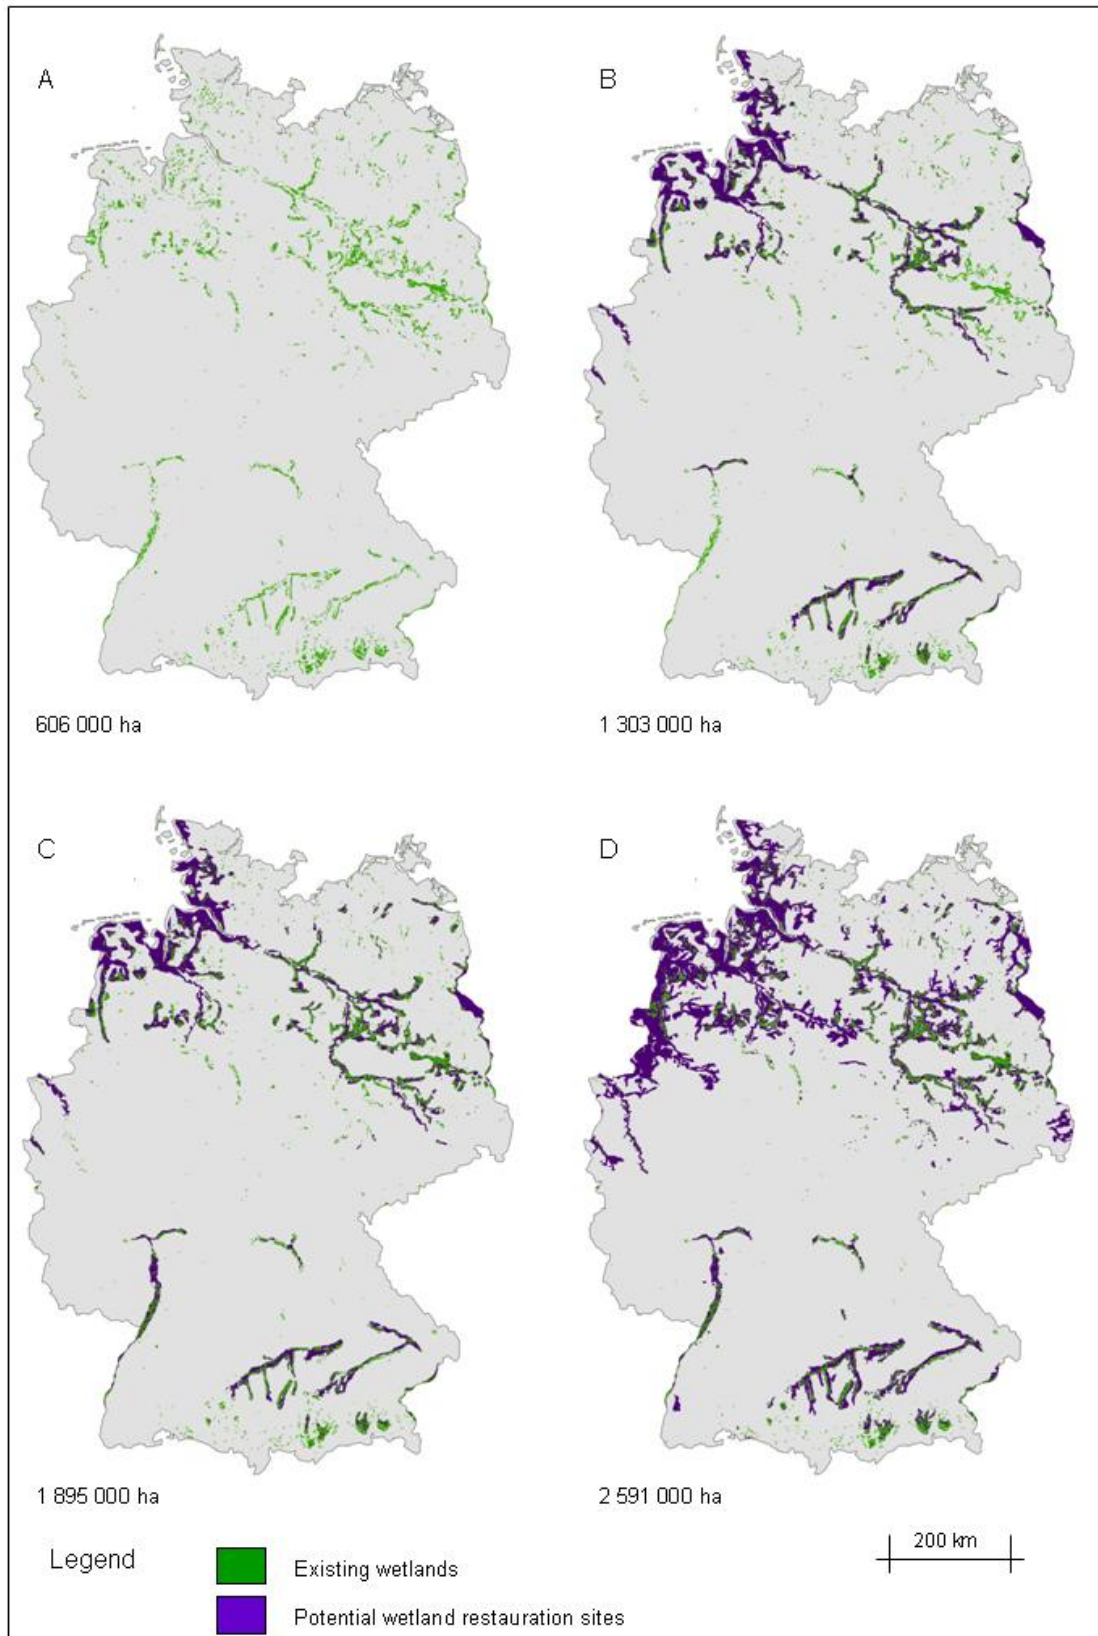 A
B
606 000 ha
1 303 000 ha
C
D
1 895 000 ha
2 591 000 ha
200 km
Legend
Existing wetlands
Potential wetland restauration sites